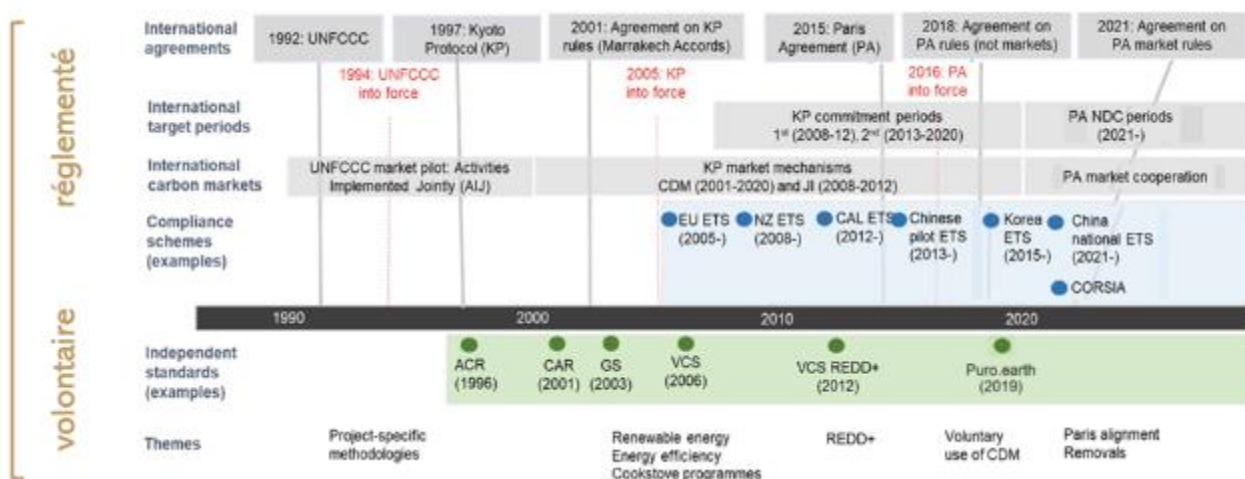 réglementé
International
agreements
1992: UNFCCC
1997: Kyoto
Protocol (KP)
2001: Agreement on KP
rules (Marrakech Accords)
2015: Paris
Agreement (PA)
2018: Agreement on
PA rules (not markets)
2021: Agreement on
PA market rules
1994: UNFCCC
into force
2005: KP
into force
2016: PA
into force
International
target periods
KP commitment periods
1st (2008-12), 2nd (2013-2020)
PA NDC periods
(2021-)
International
carbon markets
UNFCCC market pilot: Activities
Implemented Jointly (AIJ)
KP market mechanisms
CDM (2001-2020) and JI (2008-2012)
PA market cooperation
Compliance
schemes
(examples)
EU ETS
(2005-)
NZ ETS
(2008-)
CAL ETS
(2012-)
Chinese
pilot ETS
(2013-)
Korea
ETS
(2015-)
China
national ETS
(2021-)
CORSIA
1990
2000
2010
2020
volontaire
Independent
standards
(examples)
ACR
(1996)
CAR
(2001)
GS
(2003)
VCS
(2006)
VCS REDD+
(2012)
Puro.earth
(2019)
Themes
Project-specific
methodologies
Renewable energy
Energy efficiency
Cookstove programmes
REDD+
Voluntary
use of CDM
Paris alignment
Removals